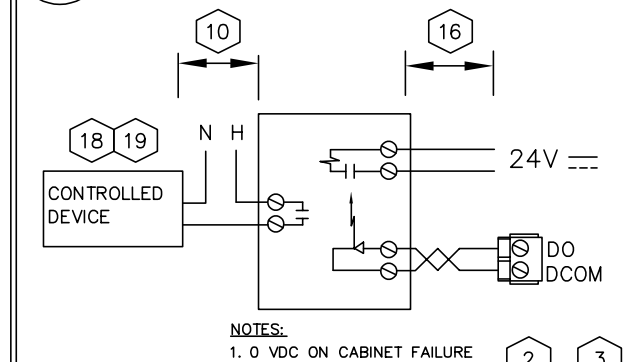 10
16
18 19
N H
24V
CONTROLLED
DEVICE
DO
DCOM
NOTES:
1. 0 VDC ON CABINET FAILURE
2 3